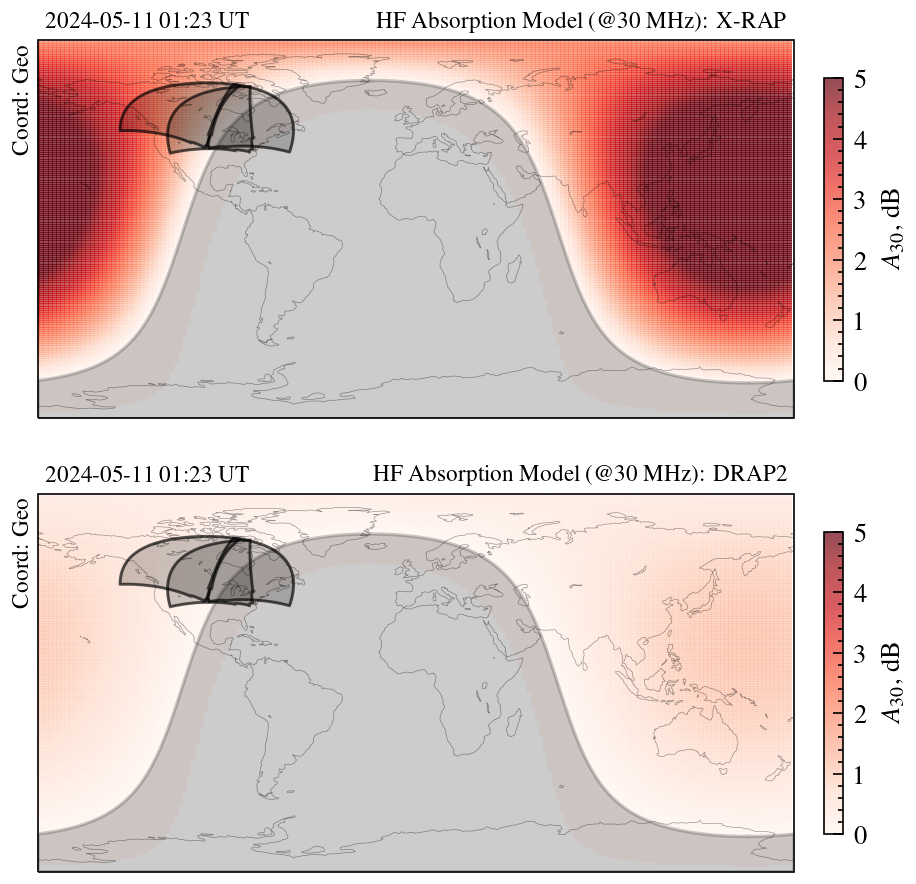 2024-05-11 01:23 UT
HF Absorption Model (@30 MHz): X-RAP
Coord: Geo
5
4
3
2
1
0
A₃₀, dB
2024-05-11 01:23 UT
HF Absorption Model (@30 MHz): DRAP2
Coord: Geo
5
4
3
2
1
0
A₃₀, dB